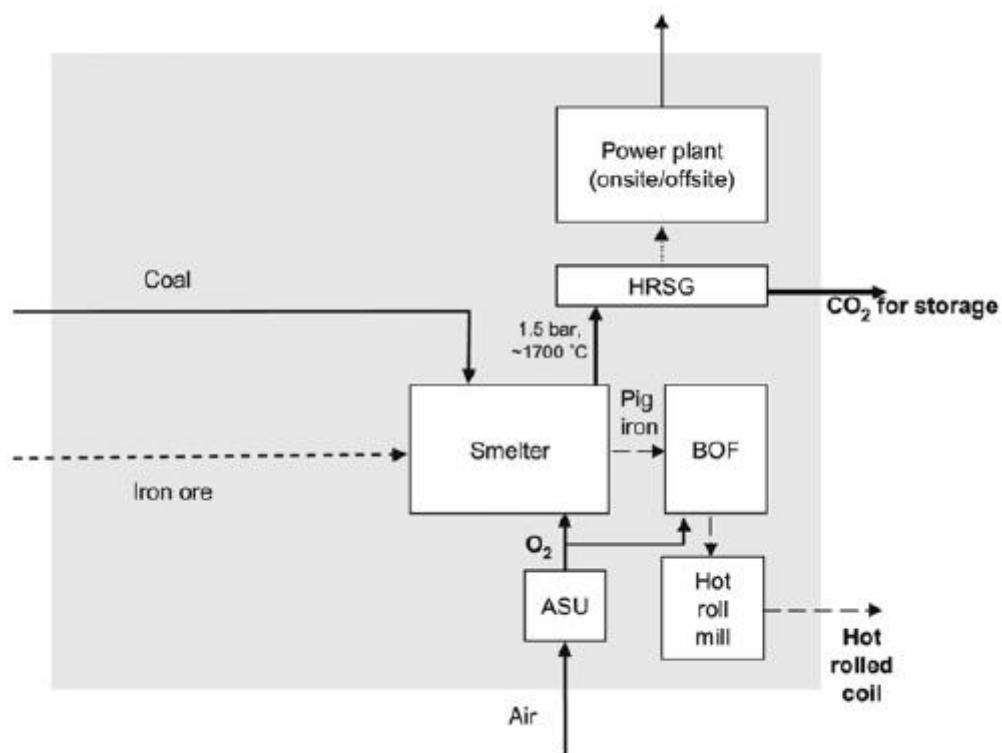 Power plant
(onsite/offsite)
Coal
HRSG
CO₂ for storage
1.5 bar,
~1700 °C
Pig
iron
Smelter
BOF
Iron ore
O₂
ASU
Hot
roll
mill
Hot
rolled
coil
Air